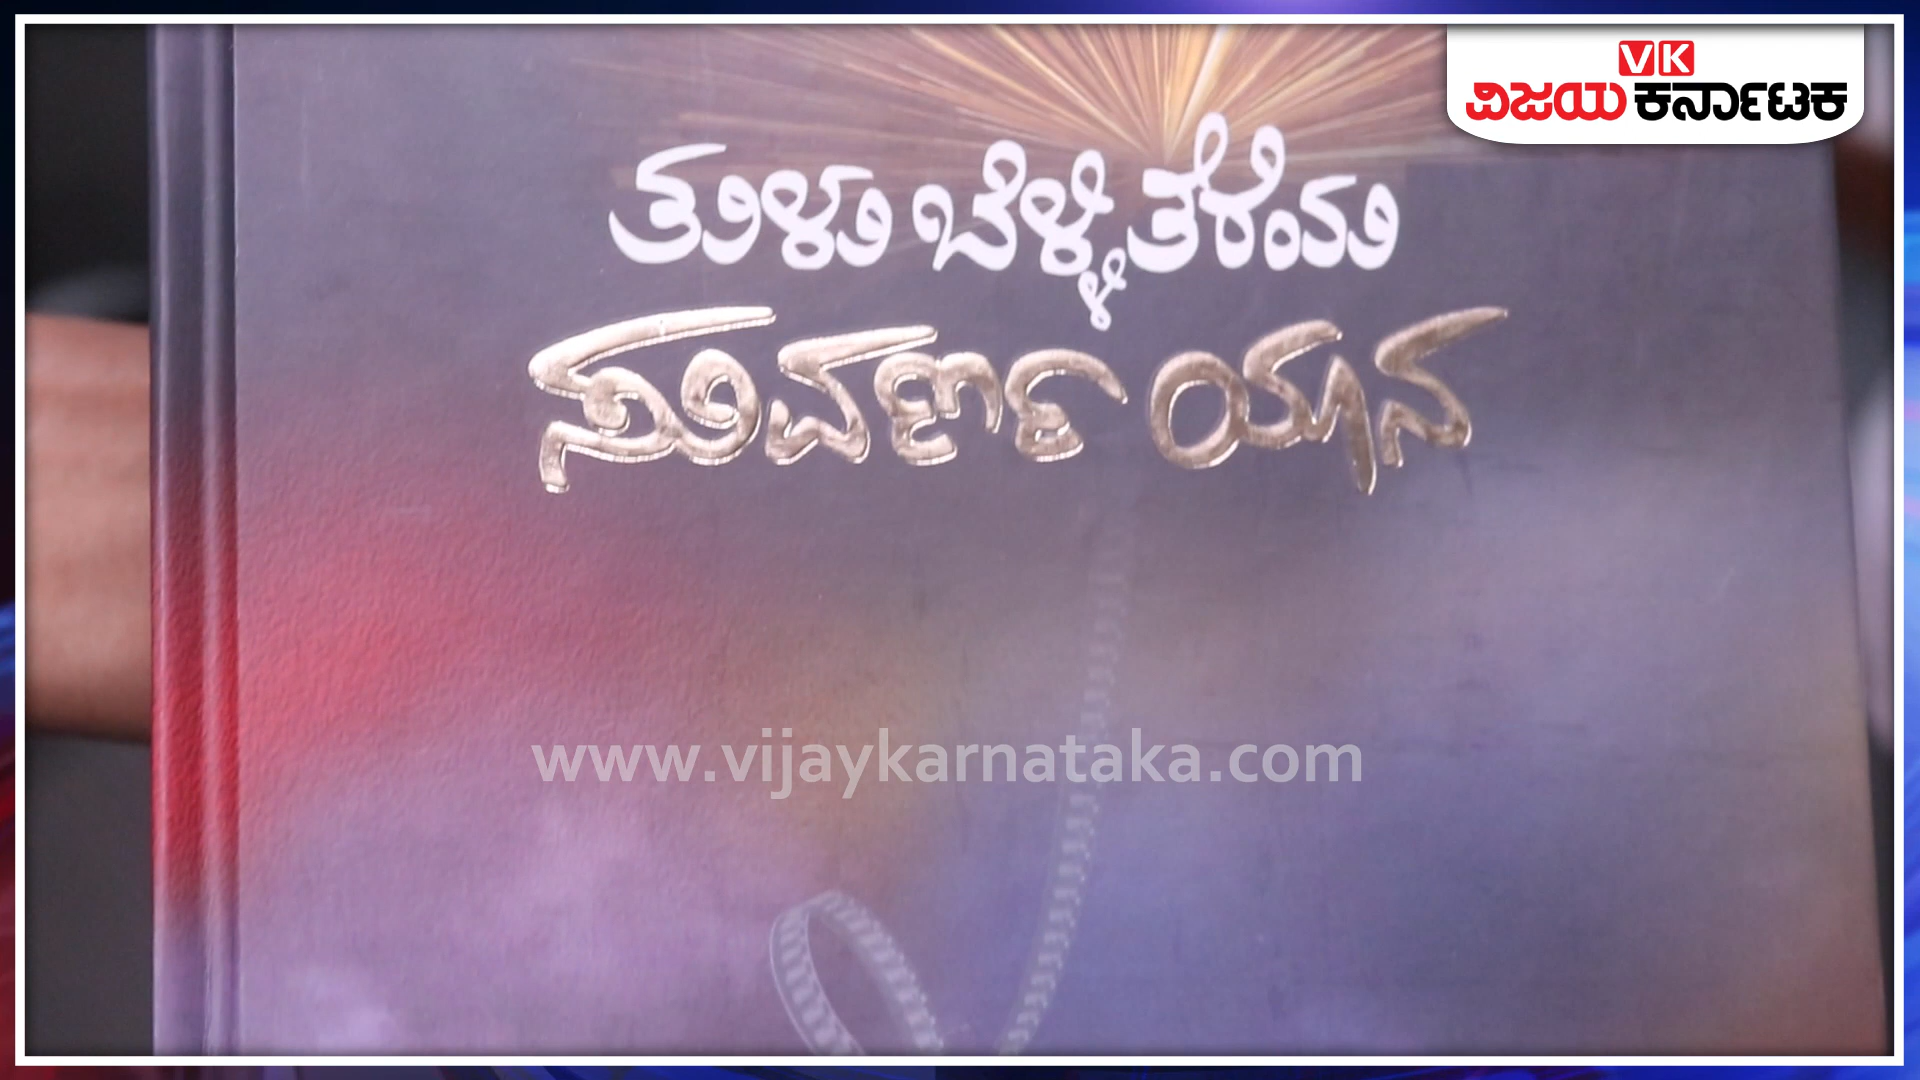 VK
ವಿಜಯ ಕರ್ನಾಟಕ
ತುಳು ಬೆಳ್ಳಿತೆರೆಯ
ಸುವರ್ಣ ಯಾನ
www.vijaykarnataka.com